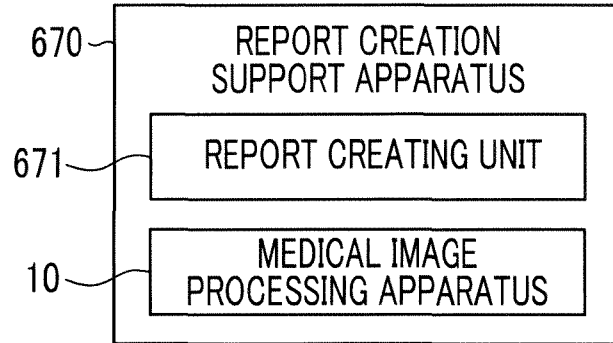 670
REPORT CREATION
SUPPORT APPARATUS
671
REPORT CREATING UNIT
10
MEDICAL IMAGE
PROCESSING APPARATUS